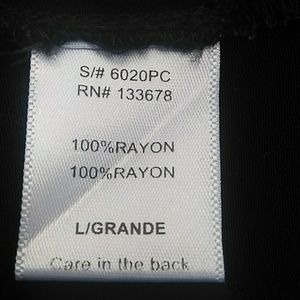 S/# 6020PC
RN# 133678
100%RAYON
100%RAYON
L/GRANDE
Care in the back